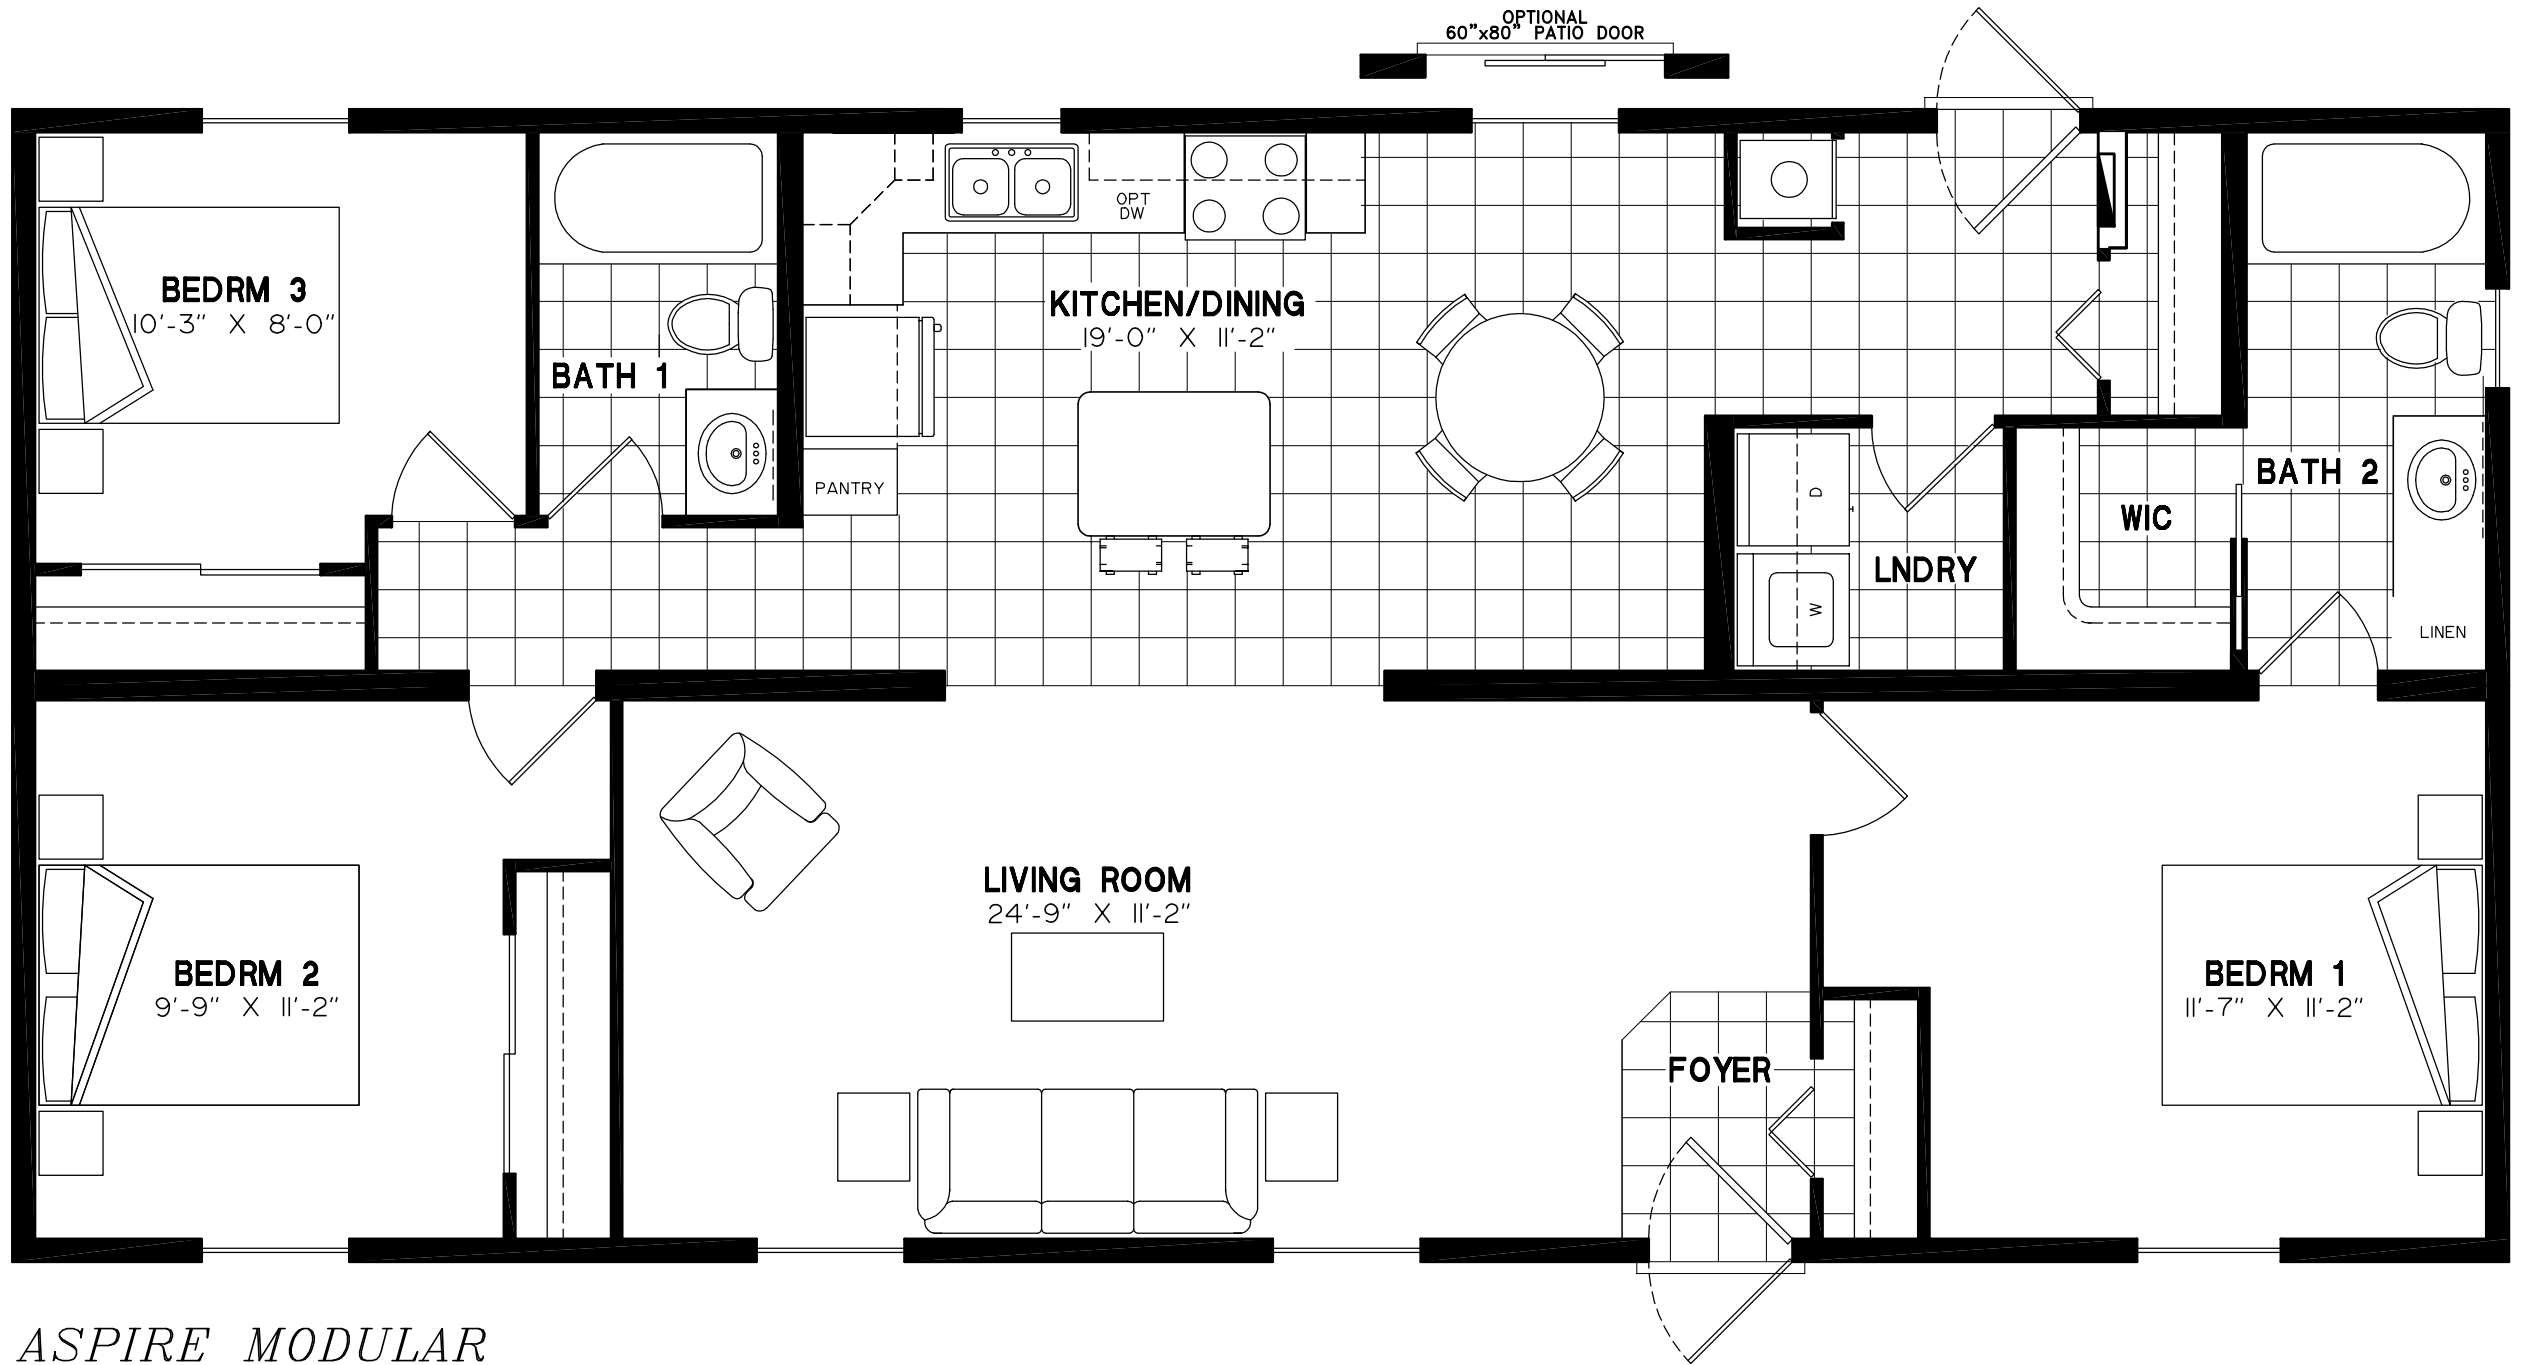 OPTIONAL
60"x80" PATIO DOOR
OPT
DW
BEDRM 3
10'-3" X 8'-0"
KITCHEN/DINING
19'-0" X 11'-2"
BATH 1
PANTRY
D
BATH 2
WIC
LNDRY
W
LINEN
LIVING ROOM
24'-9" X 11'-2"
BEDRM 2
9'-9" X 11'-2"
BEDRM 1
11'-7" X 11'-2"
FOYER
ASPIRE MODULAR